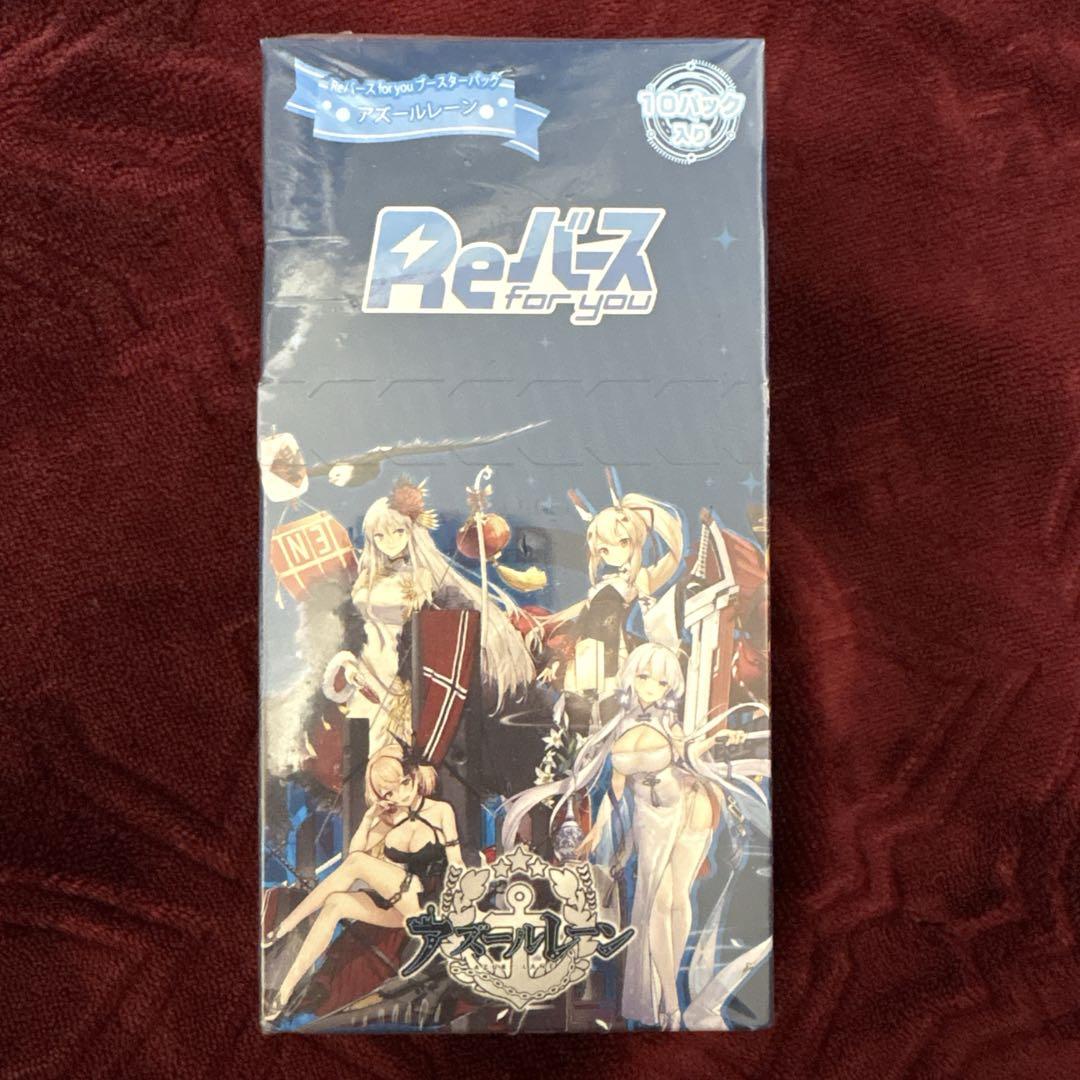 Reバース for you ブースターパック
アズールレーン
10パック
入り
Reバース
for you
アズールレーン
AZUR LANE